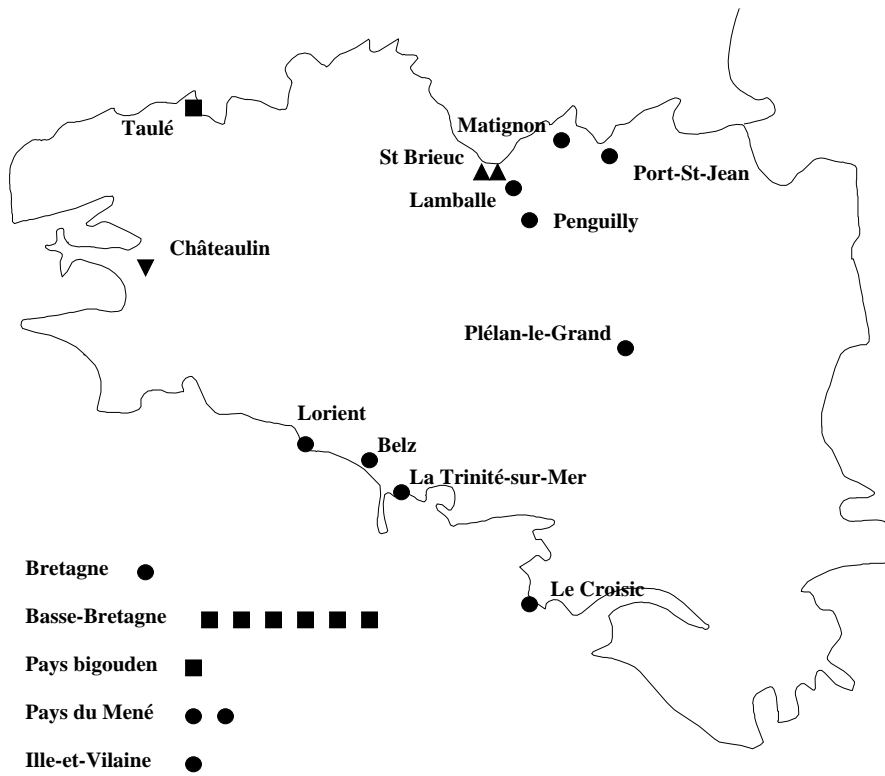 Taulé
Matignon
St Brieuc
Port-St-Jean
Lamballe
Penguilly
Châteaulin
Plélan-le-Grand
Lorient
Belz
La Trinité-sur-Mer
Le Croisic
Bretagne
Basse-Bretagne
Pays bigouden
Pays du Mené
Ille-et-Vilaine